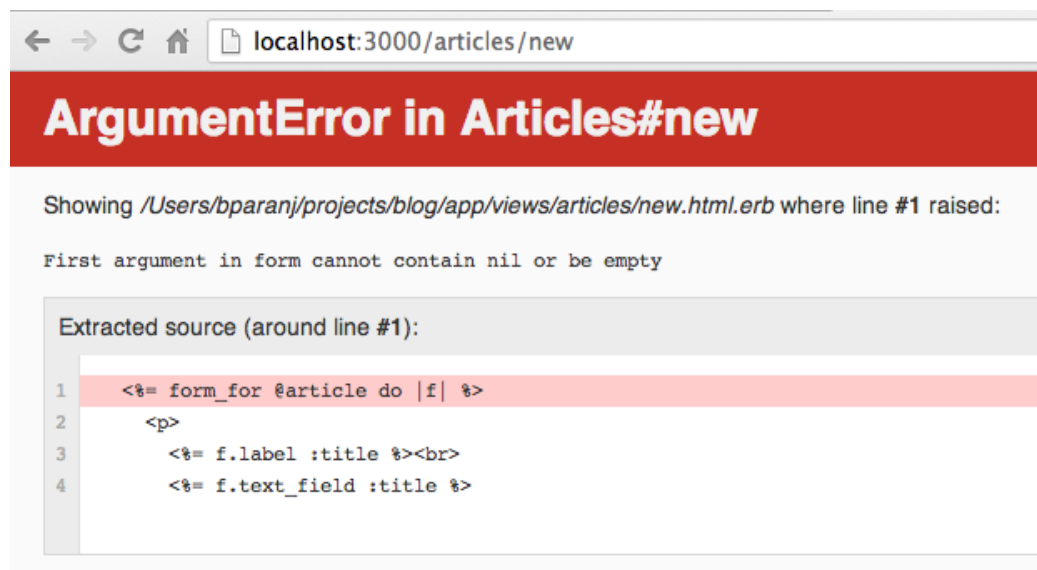 localhost:3000/articles/new
ArgumentError in Articles#new
Showing /Users/bparanj/projects/blog/app/views/articles/new.html.erb where line #1 raised:
First argument in form cannot contain nil or be empty
Extracted source (around line #1):
1 <%= form_for @article do |f| %>
2 <p>
3 <%= f.label :title %><br>
4 <%= f.text_field :title %>